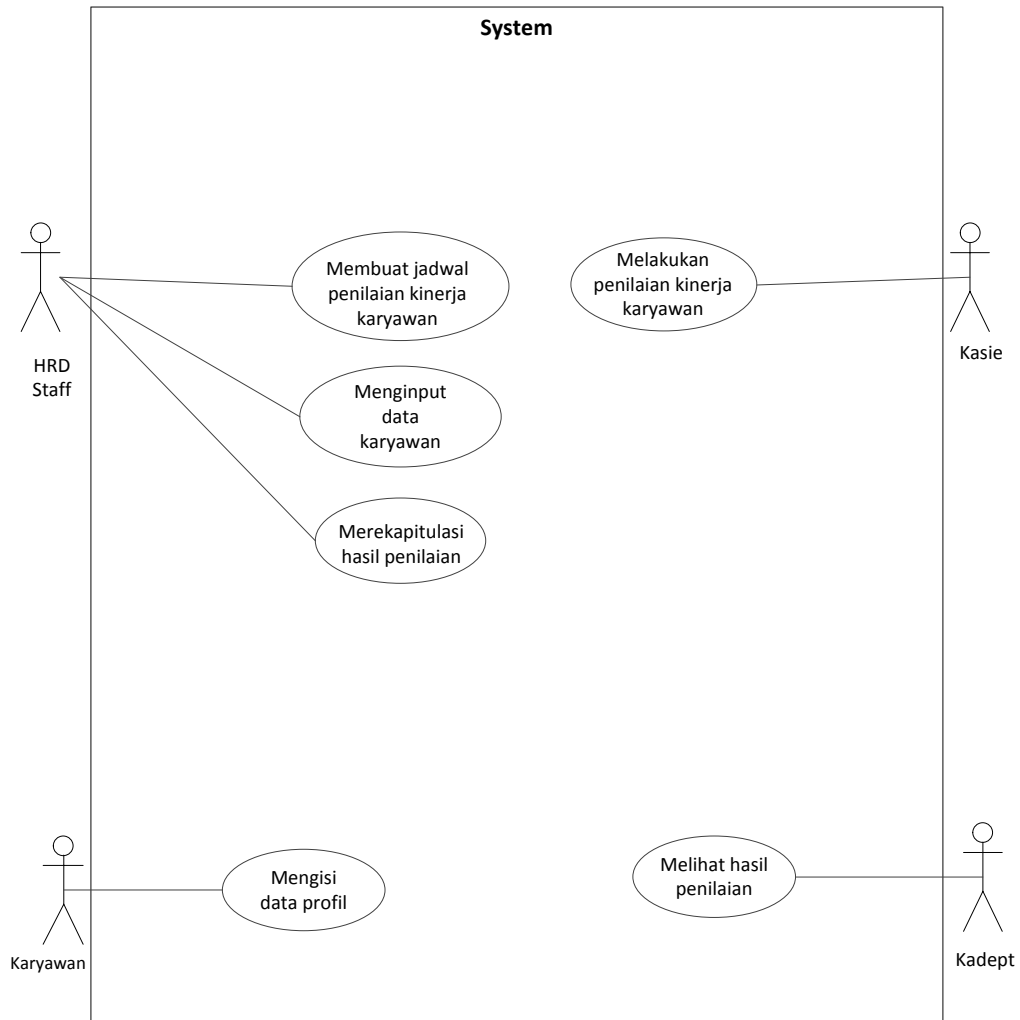 System
HRD
Staff
Membuat jadwal
penilaian kinerja
karyawan
Melakukan
penilaian kinerja
karyawan
Kasie
Menginput
data
karyawan
Merekapitulasi
hasil penilaian
Karyawan
Mengisi
data profil
Melihat hasil
penilaian
Kadept